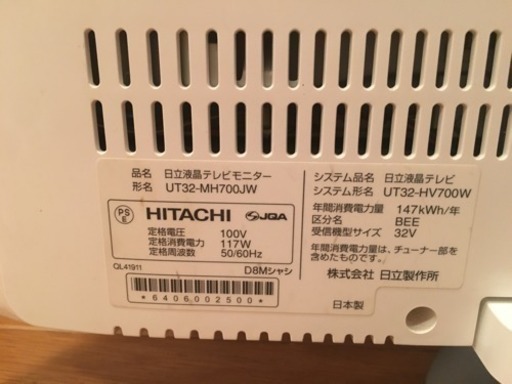 品名 日立液晶テレビモニター
形名 UT32-MH700JW
PS
E
HITACHI JQA
定格電圧 100V
定格消費電力 117W
定格周波数 50/60Hz
QL41911 D8Mシャシ
*6406002500*
システム品名 日立液晶テレビ
システム形名 UT32-HV700W
年間消費電力量 147kWh/年
区分名 BEE
受信機型サイズ 32V
年間消費電力量は、チューナー部を
含めたものです。
株式会社 日立製作所
日本製